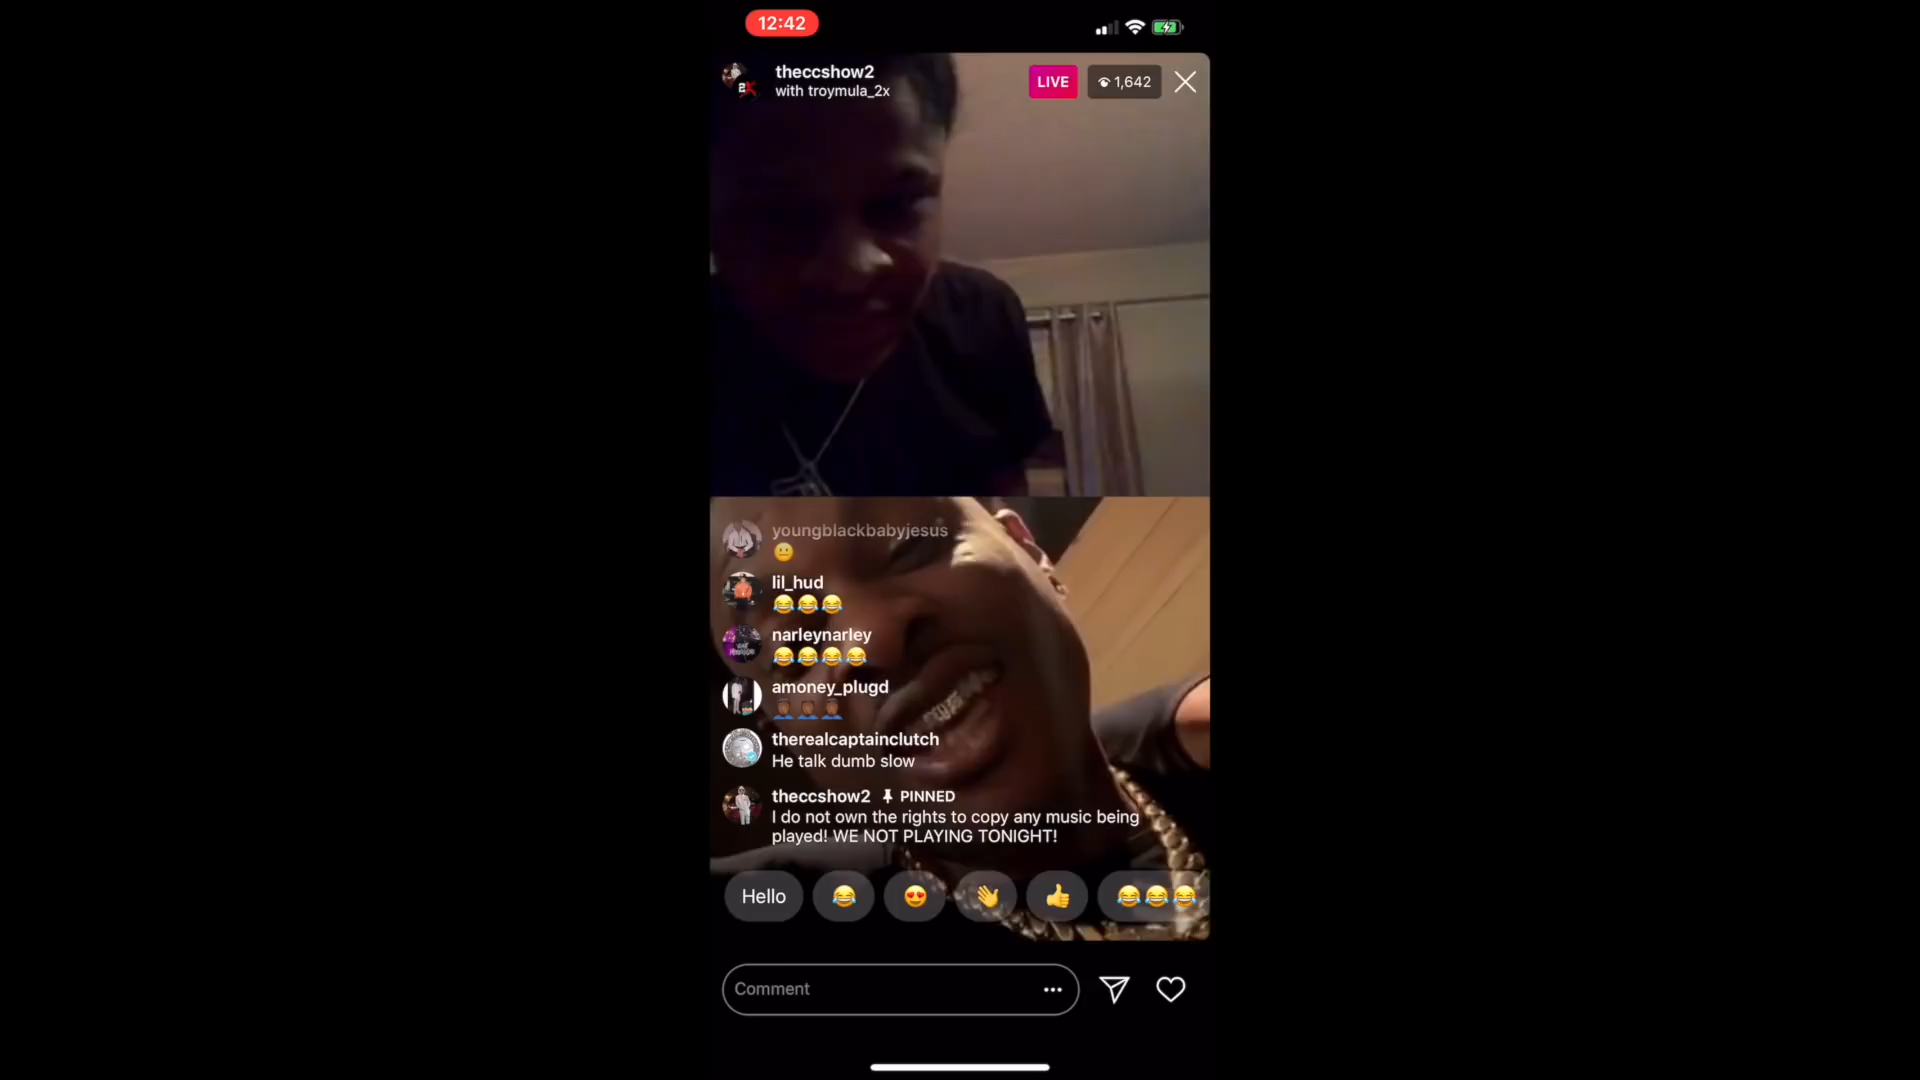 12:42
theccshow2
with troymula_2x
LIVE
1,642
youngblackbabyjesus
😐
lil_hud
😂😂😂
narleynarley
😂😂😂😂
amoney_plugd
🤦🏾‍♂️🤦🏾‍♂️🤦🏾‍♂️
therealcaptainclutch
He talk dumb slow
theccshow2 PINNED
I do not own the rights to copy any music being
played! WE NOT PLAYING TONIGHT!
Hello 😂 😍 👋 👍 😂😂😂
Comment